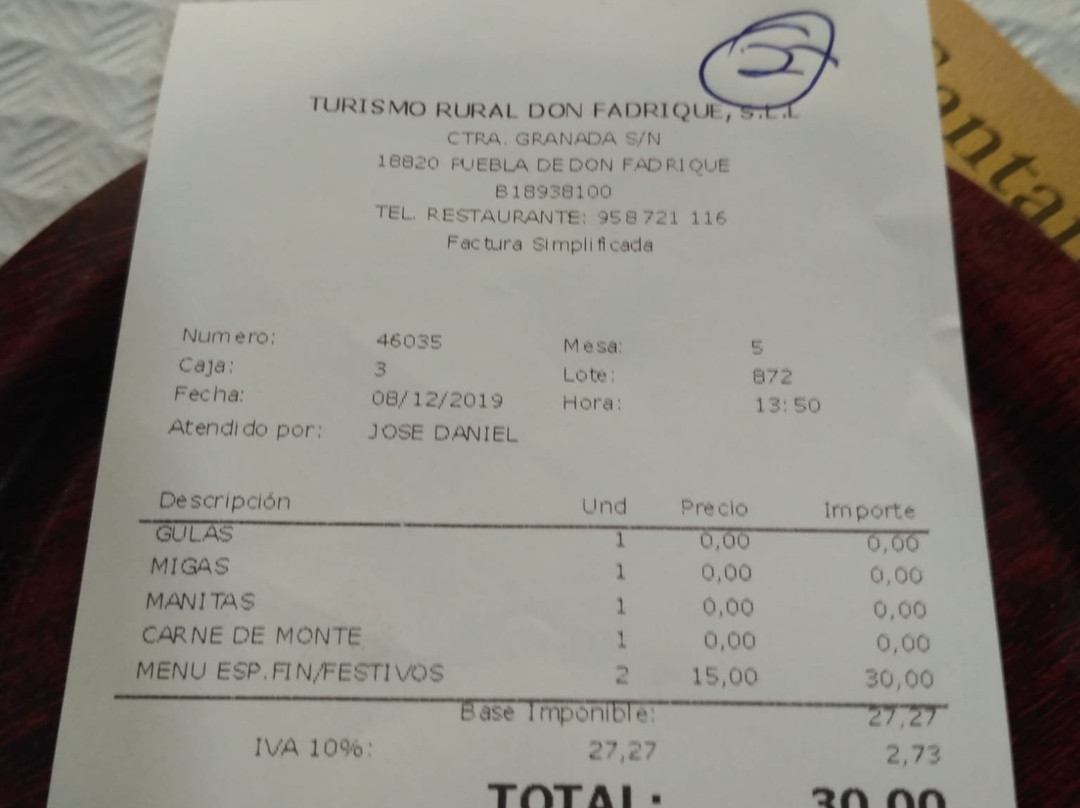 TURISMO RURAL DON FADRIQUE, S.L.L
CTRA. GRANADA S/N
18820 PUEBLA DE DON FADRIQUE
B18938100
TEL. RESTAURANTE: 958 721 116
Factura Simplificada
Numero: 46035 Mesa: 5
Caja: 3 Lote: 872
Fecha: 08/12/2019 Hora: 13:50
Atendido por: JOSE DANIEL
Descripción Und Precio Importe
GULAS 1 0,00 0,00
MIGAS 1 0,00 0,00
MANITAS 1 0,00 0,00
CARNE DE MONTE 1 0,00 0,00
MENU ESP.FIN/FESTIVOS 2 15,00 30,00
Base Imponible: 27,27
IVA 10%: 27,27 2,73
TOTAL: 30,00